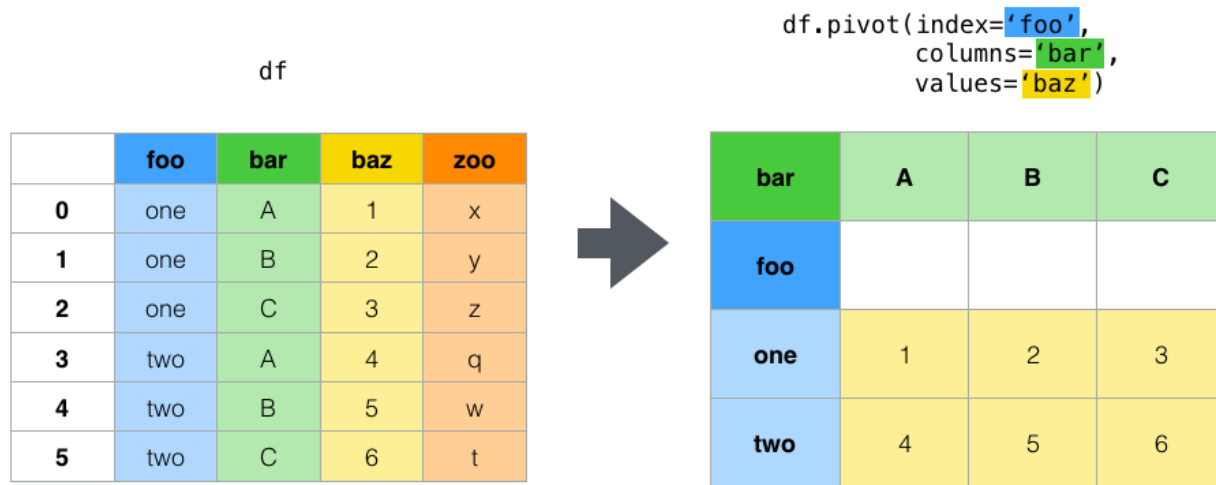 df
foo bar baz zoo
0 one A 1 x
1 one B 2 y
2 one C 3 z
3 two A 4 q
4 two B 5 w
5 two C 6 t
df.pivot(index=‘foo’,
columns=‘bar’,
values=‘baz’)
bar A B C
foo
one 1 2 3
two 4 5 6